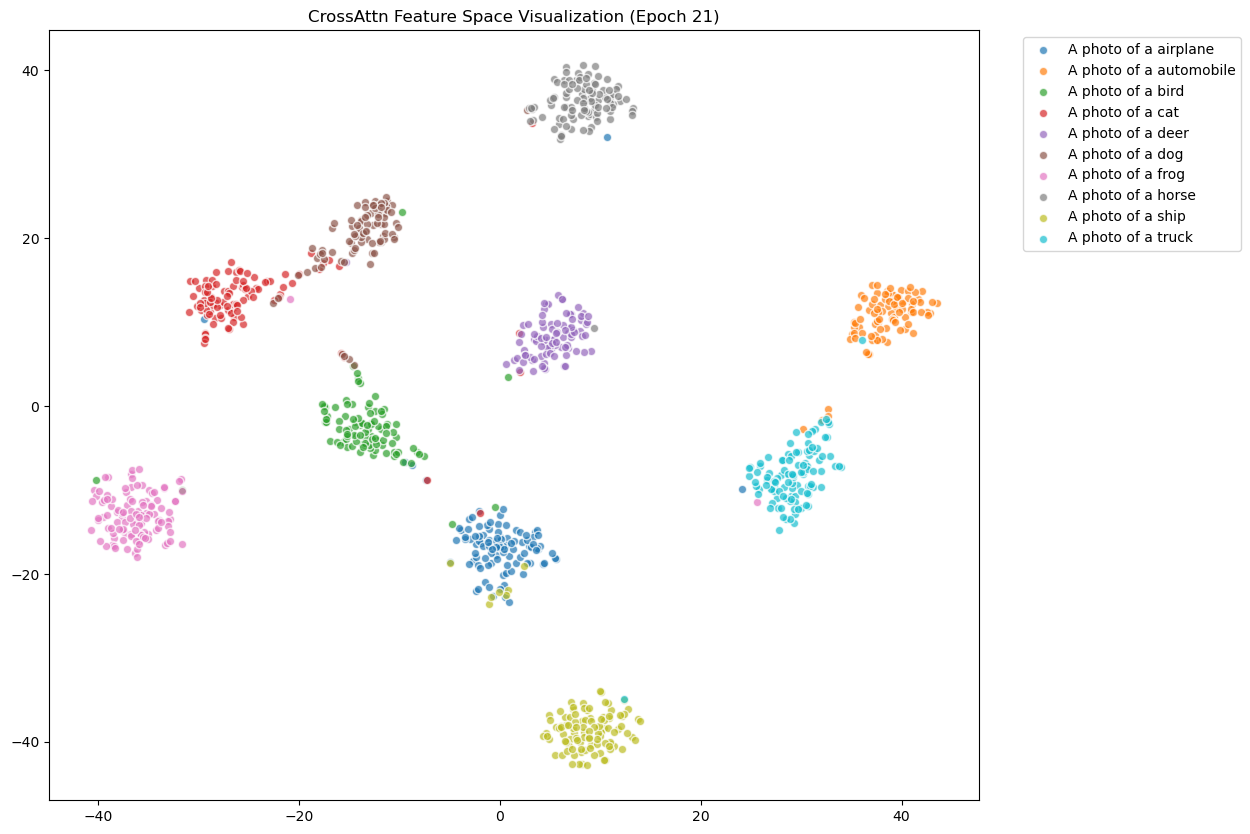 CrossAttn Feature Space Visualization (Epoch 21)
A photo of a airplane
A photo of a automobile
A photo of a bird
A photo of a cat
A photo of a deer
A photo of a dog
A photo of a frog
A photo of a horse
A photo of a ship
A photo of a truck
40
20
0
−20
−40
−40 −20 0 20 40